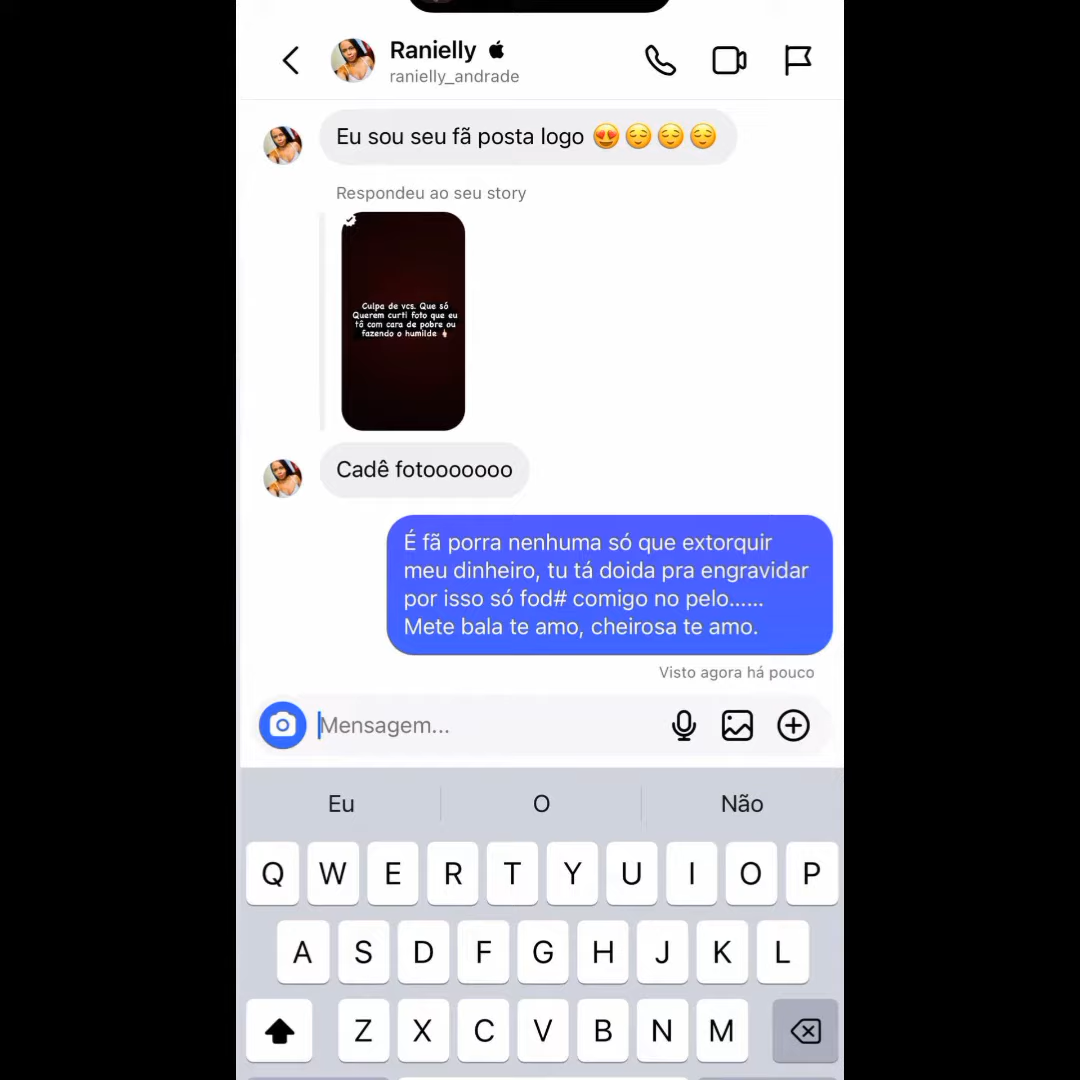 Ranielly
ranielly_andrade
Eu sou seu fã posta logo 😍😌😌😌
Respondeu ao seu story
Culpa de vcs. Que só
Querem curti foto que eu
tô com cara de pobre ou
fazendo o humilde
Cadê fotooooooo
É fã porra nenhuma só que extorquir
meu dinheiro, tu tá doida pra engravidar
por isso só fod# comigo no pelo......
Mete bala te amo, cheirosa te amo.
Visto agora há pouco
Mensagem...
Eu O Não
Q W E R T Y U I O P
A S D F G H J K L
Z X C V B N M